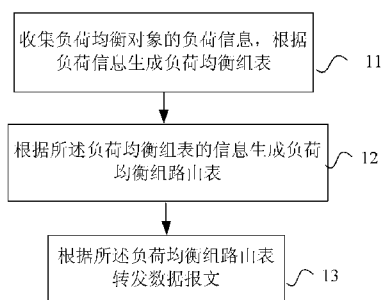 收集负荷均衡对象的负荷信息，根据
负荷信息生成负荷均衡组表
11
根据所述负荷均衡组表的信息生成负荷
均衡组路由表
12
根据所述负荷均衡组路由表
转发数据报文
13